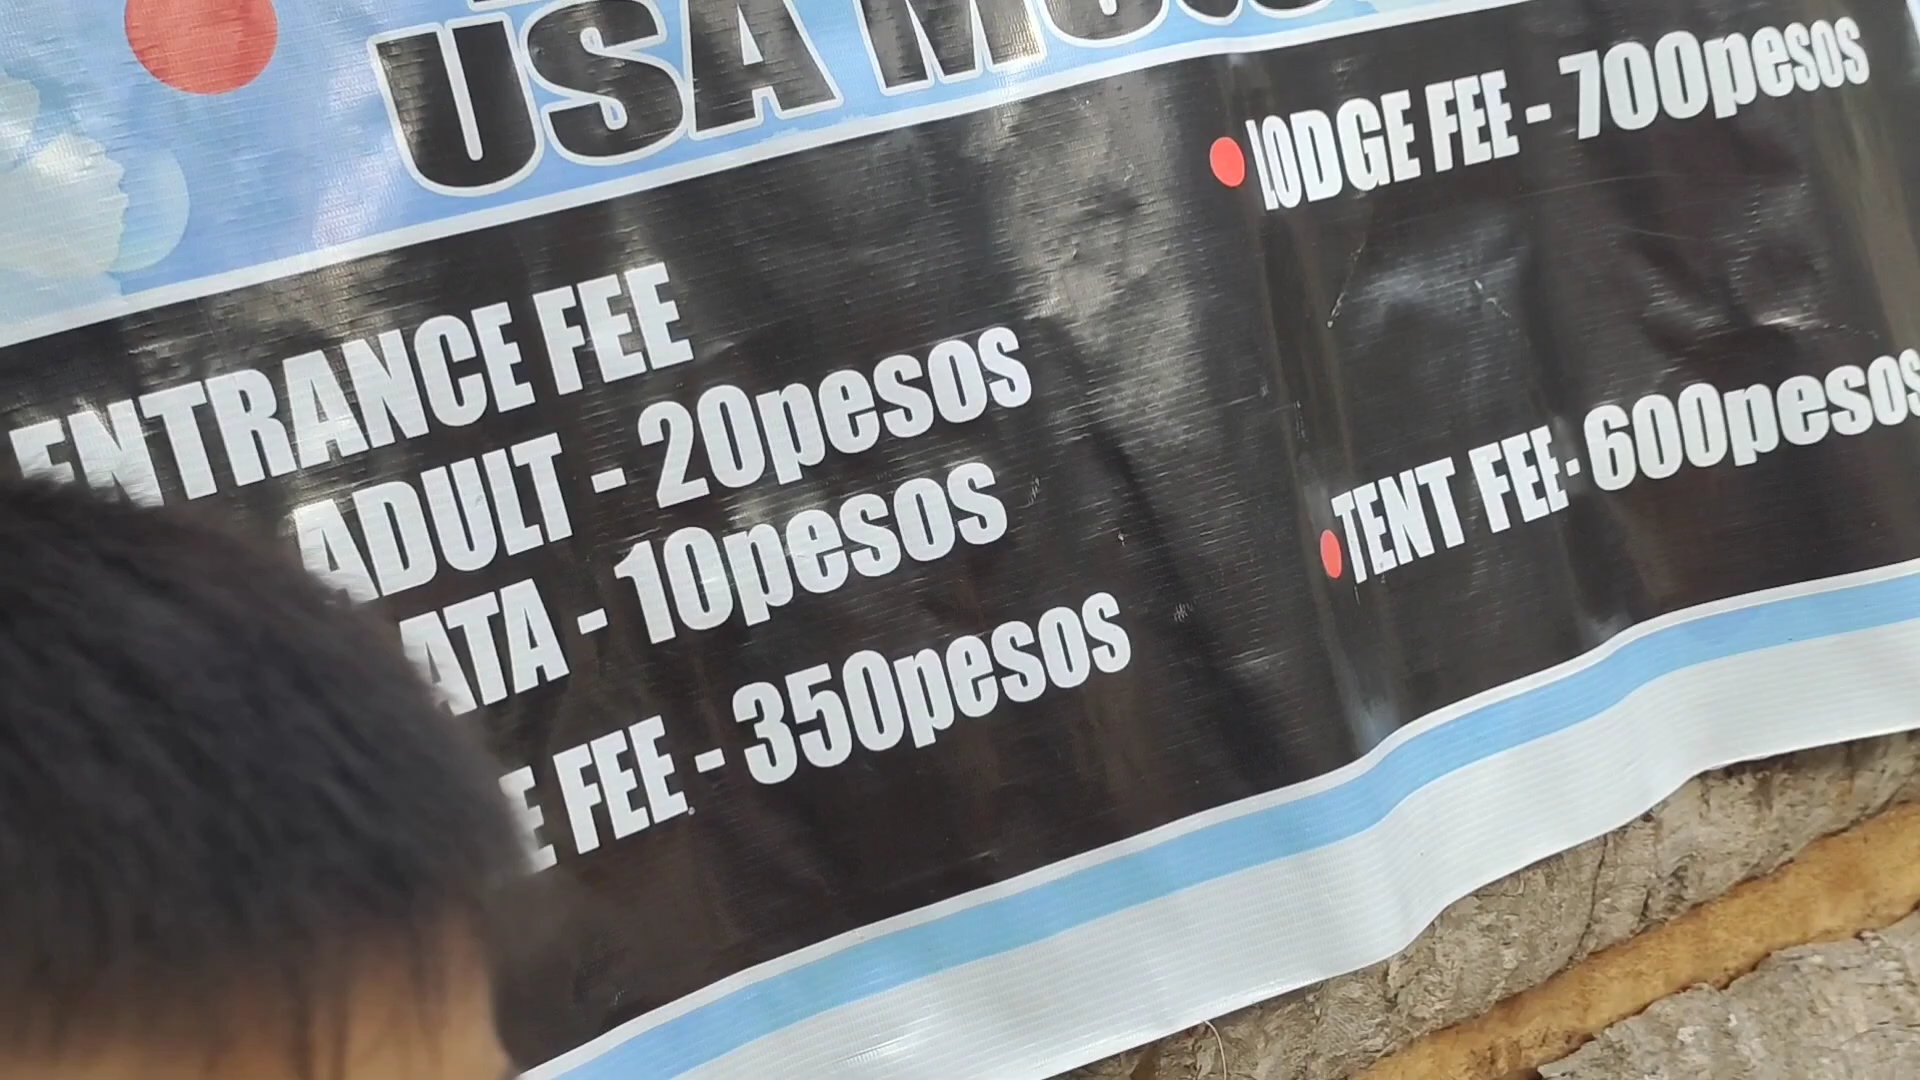 USA
ENTRANCE FEE
ADULT - 20pesos
ATA - 10pesos
E FEE - 350pesos
LODGE FEE - 700pesos
TENT FEE - 600pesos